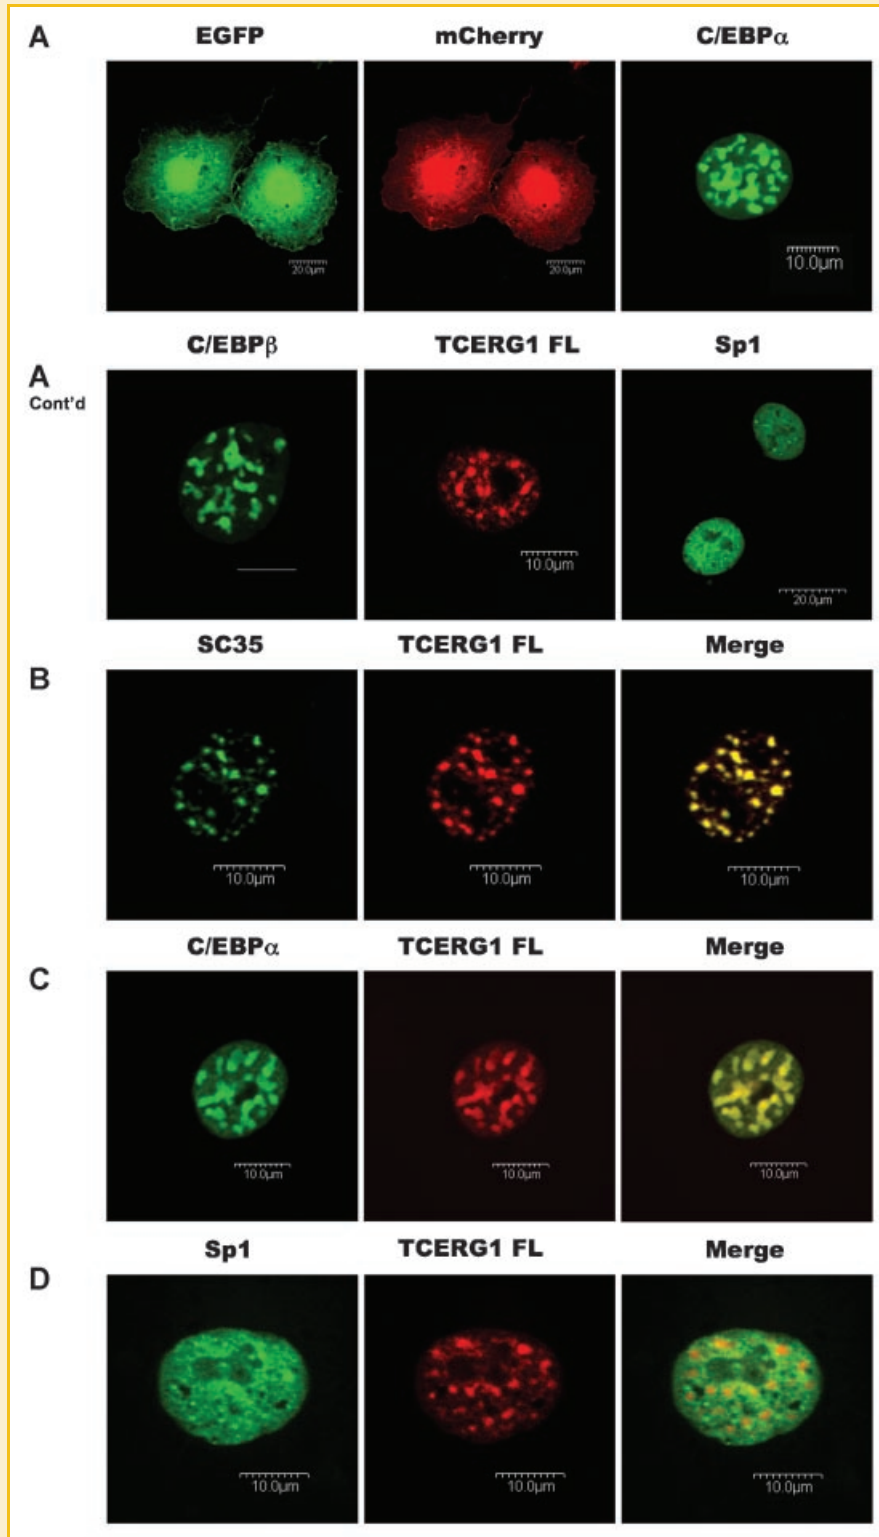 A
EGFP mCherry C/EBPα
20.0µm 20.0µm 10.0µm
C/EBPβ TCERG1 FL Sp1
A
Cont'd
10.0µm 20.0µm
SC35 TCERG1 FL Merge
B
10.0µm 10.0µm 10.0µm
C/EBPα TCERG1 FL Merge
C
10.0µm 10.0µm 10.0µm
Sp1 TCERG1 FL Merge
D
10.0µm 10.0µm 10.0µm